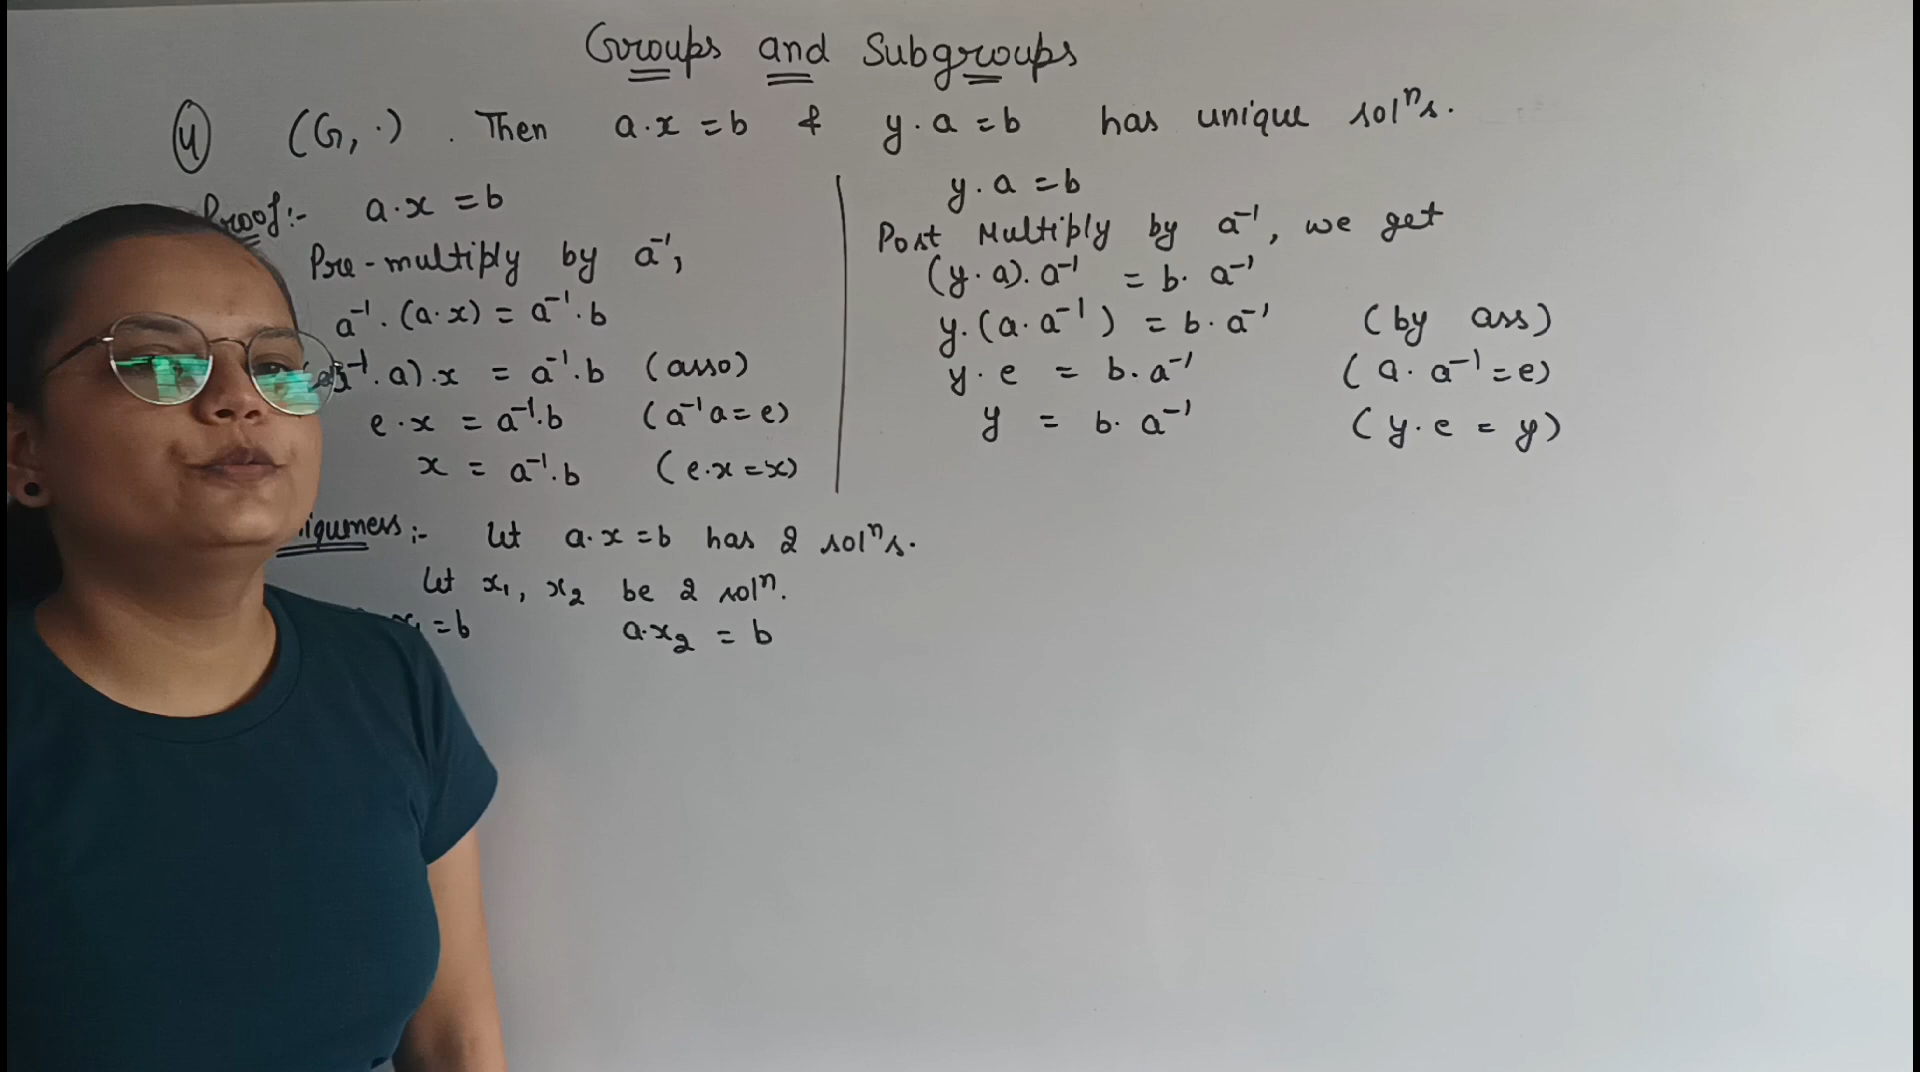 Groups and Subgroups
④ (G, ·) . Then a·x = b & y·a = b has unique solⁿs.
Proof:- a·x = b
Pre-multiply by a⁻¹,
a⁻¹·(a·x) = a⁻¹·b
a⁻¹·a)·x = a⁻¹·b (asso)
e·x = a⁻¹·b (a⁻¹a = e)
x = a⁻¹·b (e·x = x)
y·a = b
Post Multiply by a⁻¹, we get
(y·a)·a⁻¹ = b·a⁻¹
y·(a·a⁻¹) = b·a⁻¹ (by ass)
y·e = b·a⁻¹ (a·a⁻¹ = e)
y = b·a⁻¹ (y·e = y)
:- Let a·x = b has 2 solⁿs.
Let x₁, x₂ be 2 solⁿ.
x₁ = b a·x₂ = b